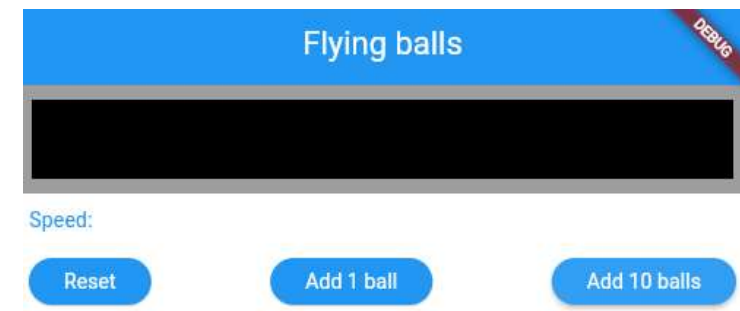 Flying balls
DEBUG
Speed:
Reset
Add 1 ball
Add 10 balls